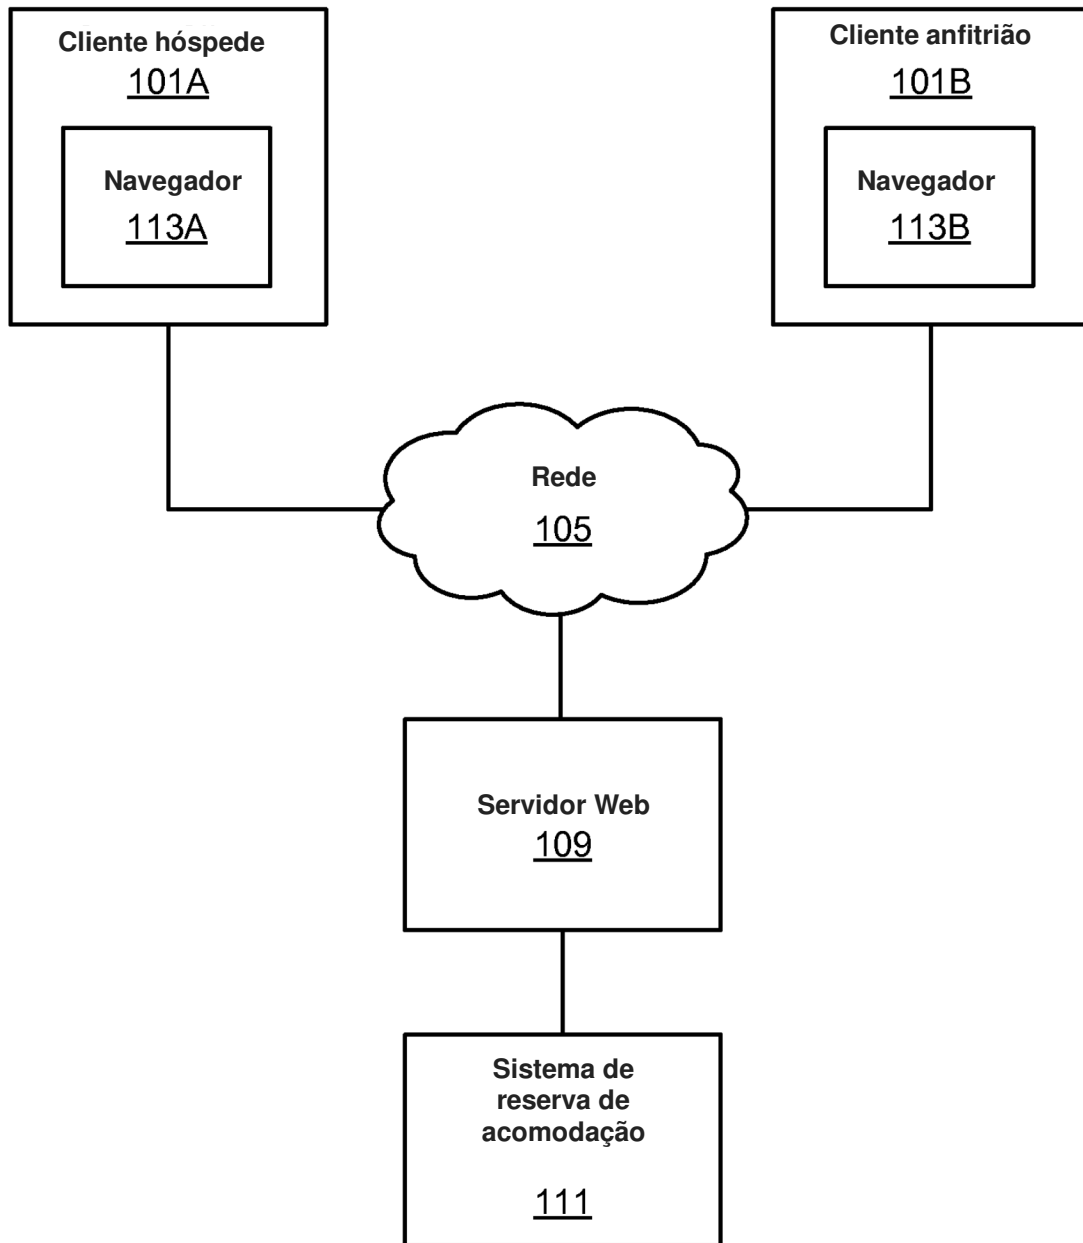 Cliente hóspede
101A
Navegador
113A
Cliente anfitrião
101B
Navegador
113B
Rede
105
Servidor Web
109
Sistema de
reserva de
acomodação
111